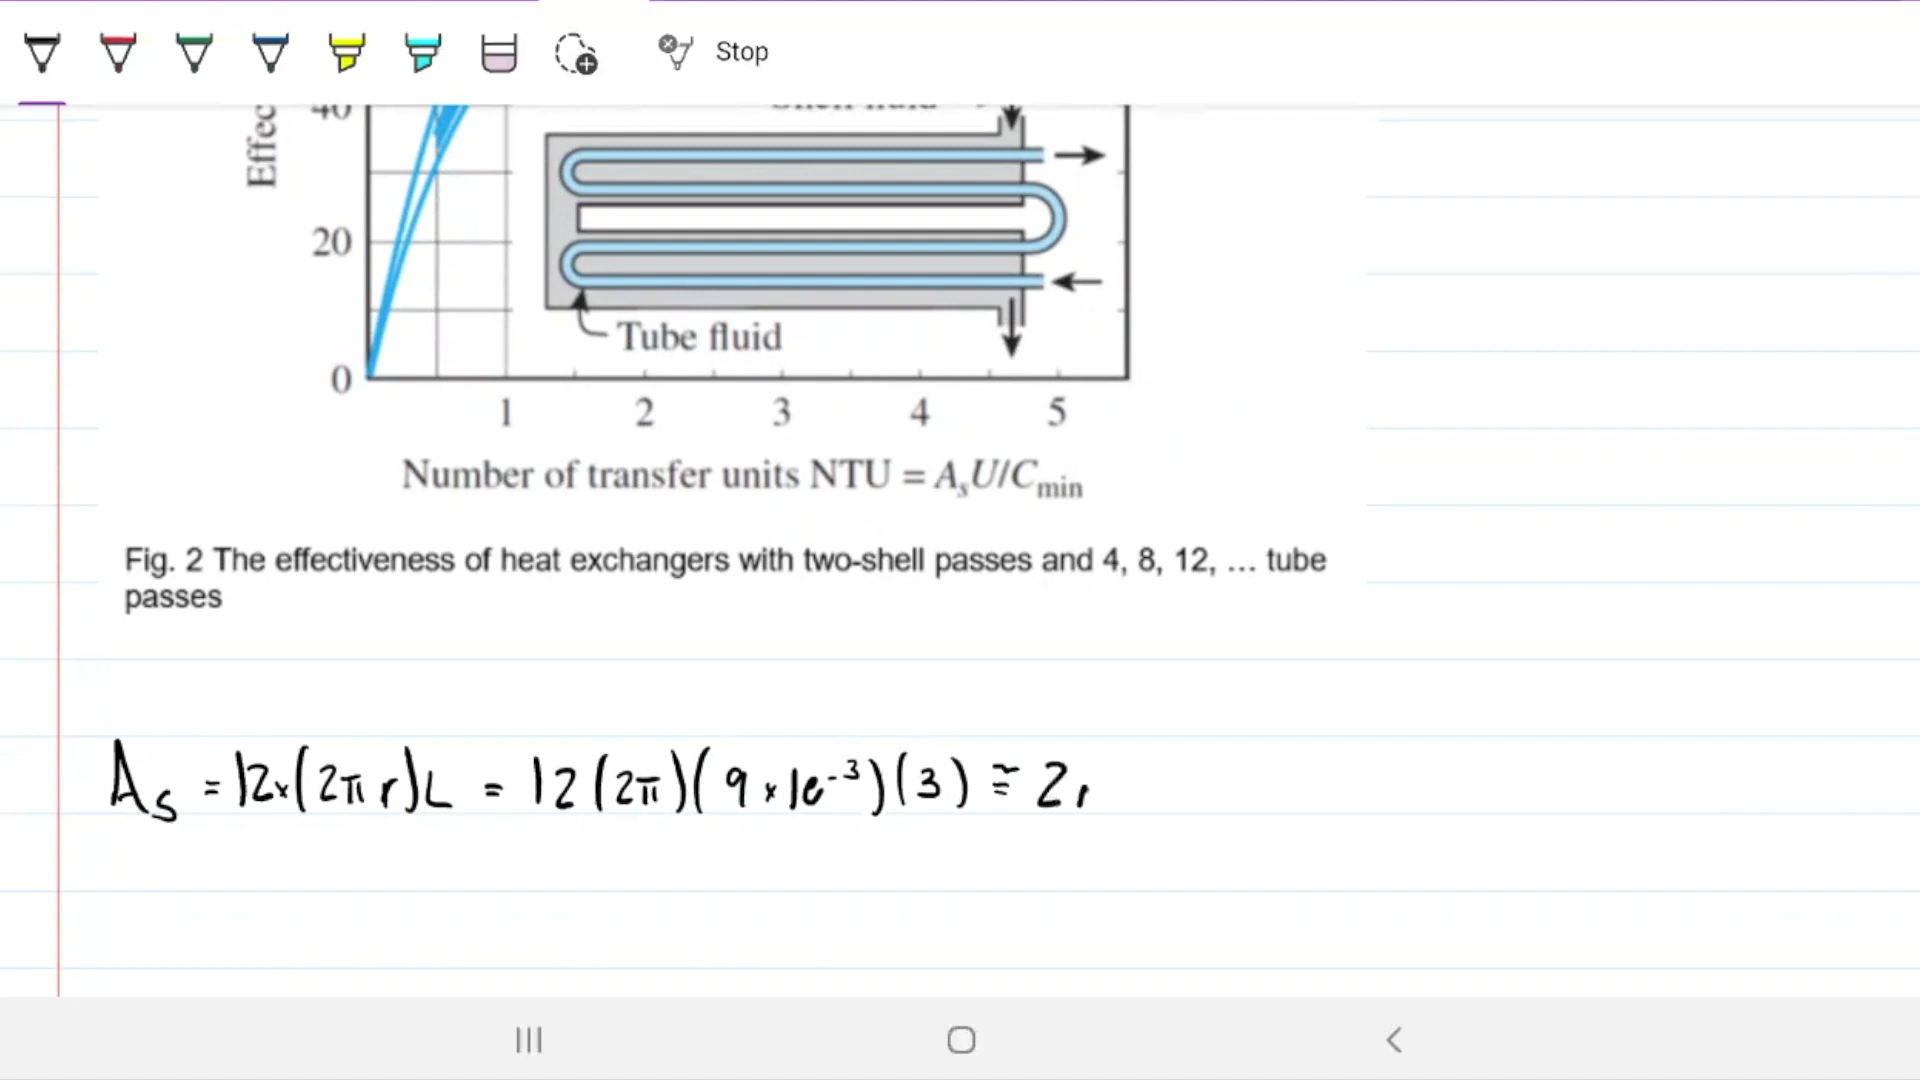 Stop
Effec
20
Tube fluid
0
1 2 3 4 5
Number of transfer units NTU = AₛU/Cmin
Fig. 2 The effectiveness of heat exchangers with two-shell passes and 4, 8, 12, … tube
passes
Aₛ = 12×(2πr)L = 12(2π)(9×10⁻³)(3) ≅ 2.